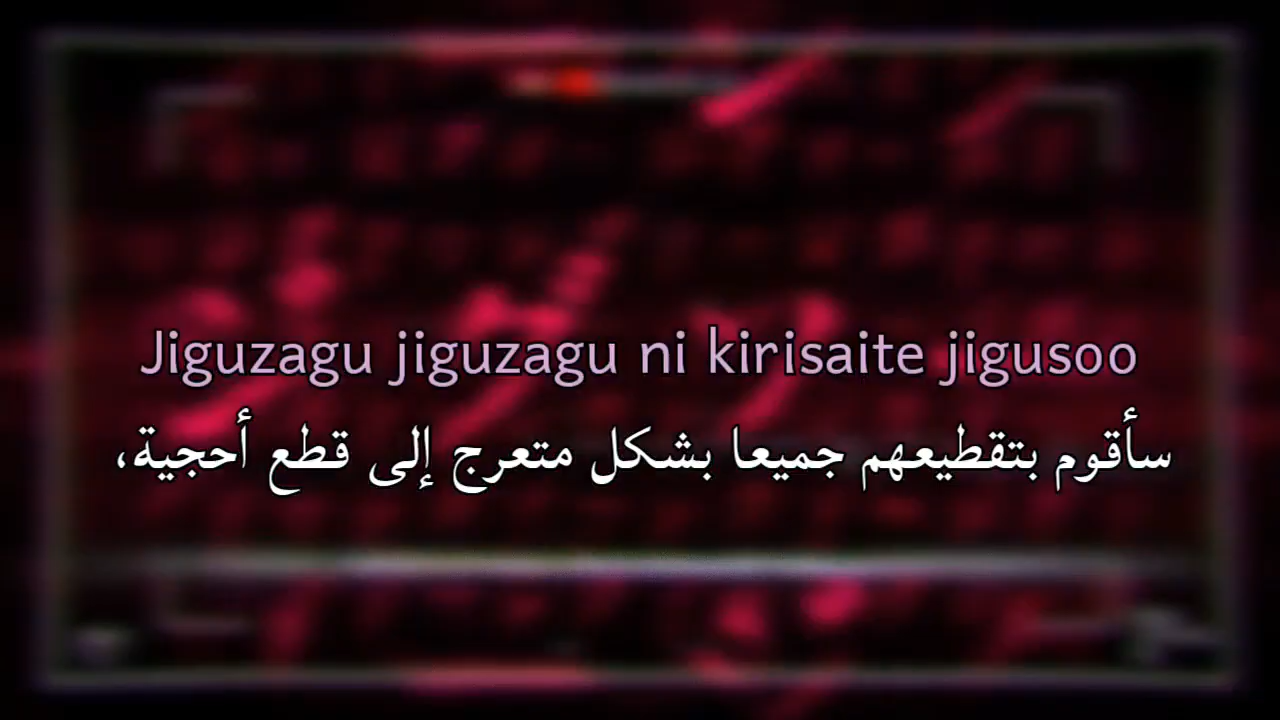 Jiguzagu jiguzagu ni kirisaite jigusoo
سأقوم بتقطيعهم جميعا بشكل متعرج إلى قطع أحجية،